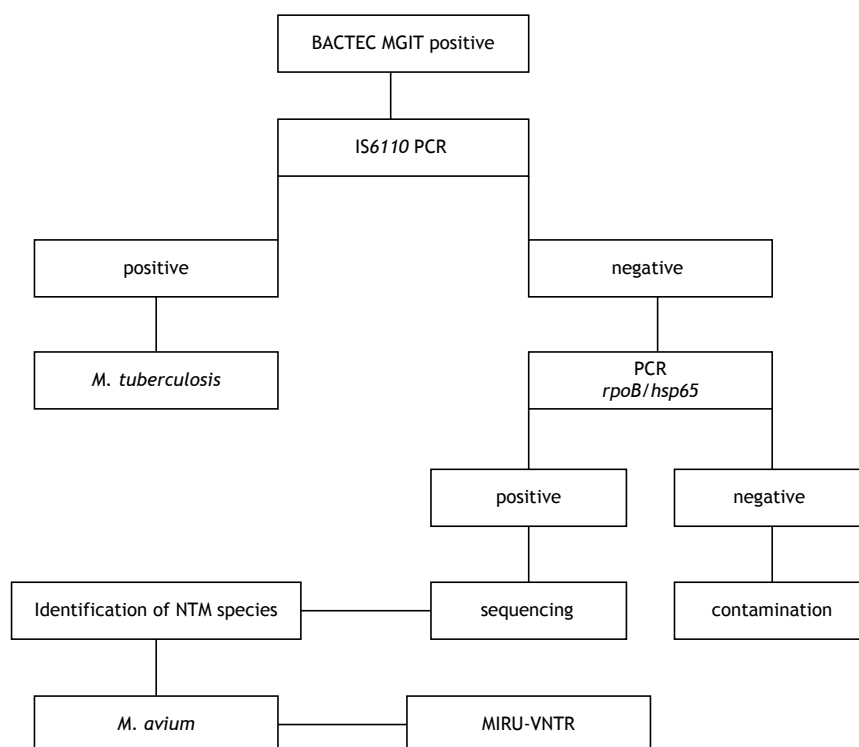 BACTEC MGIT positive
IS6110 PCR
positive
negative
M. tuberculosis
PCR
rpoB/hsp65
positive
negative
Identification of NTM species
sequencing
contamination
M. avium
MIRU-VNTR